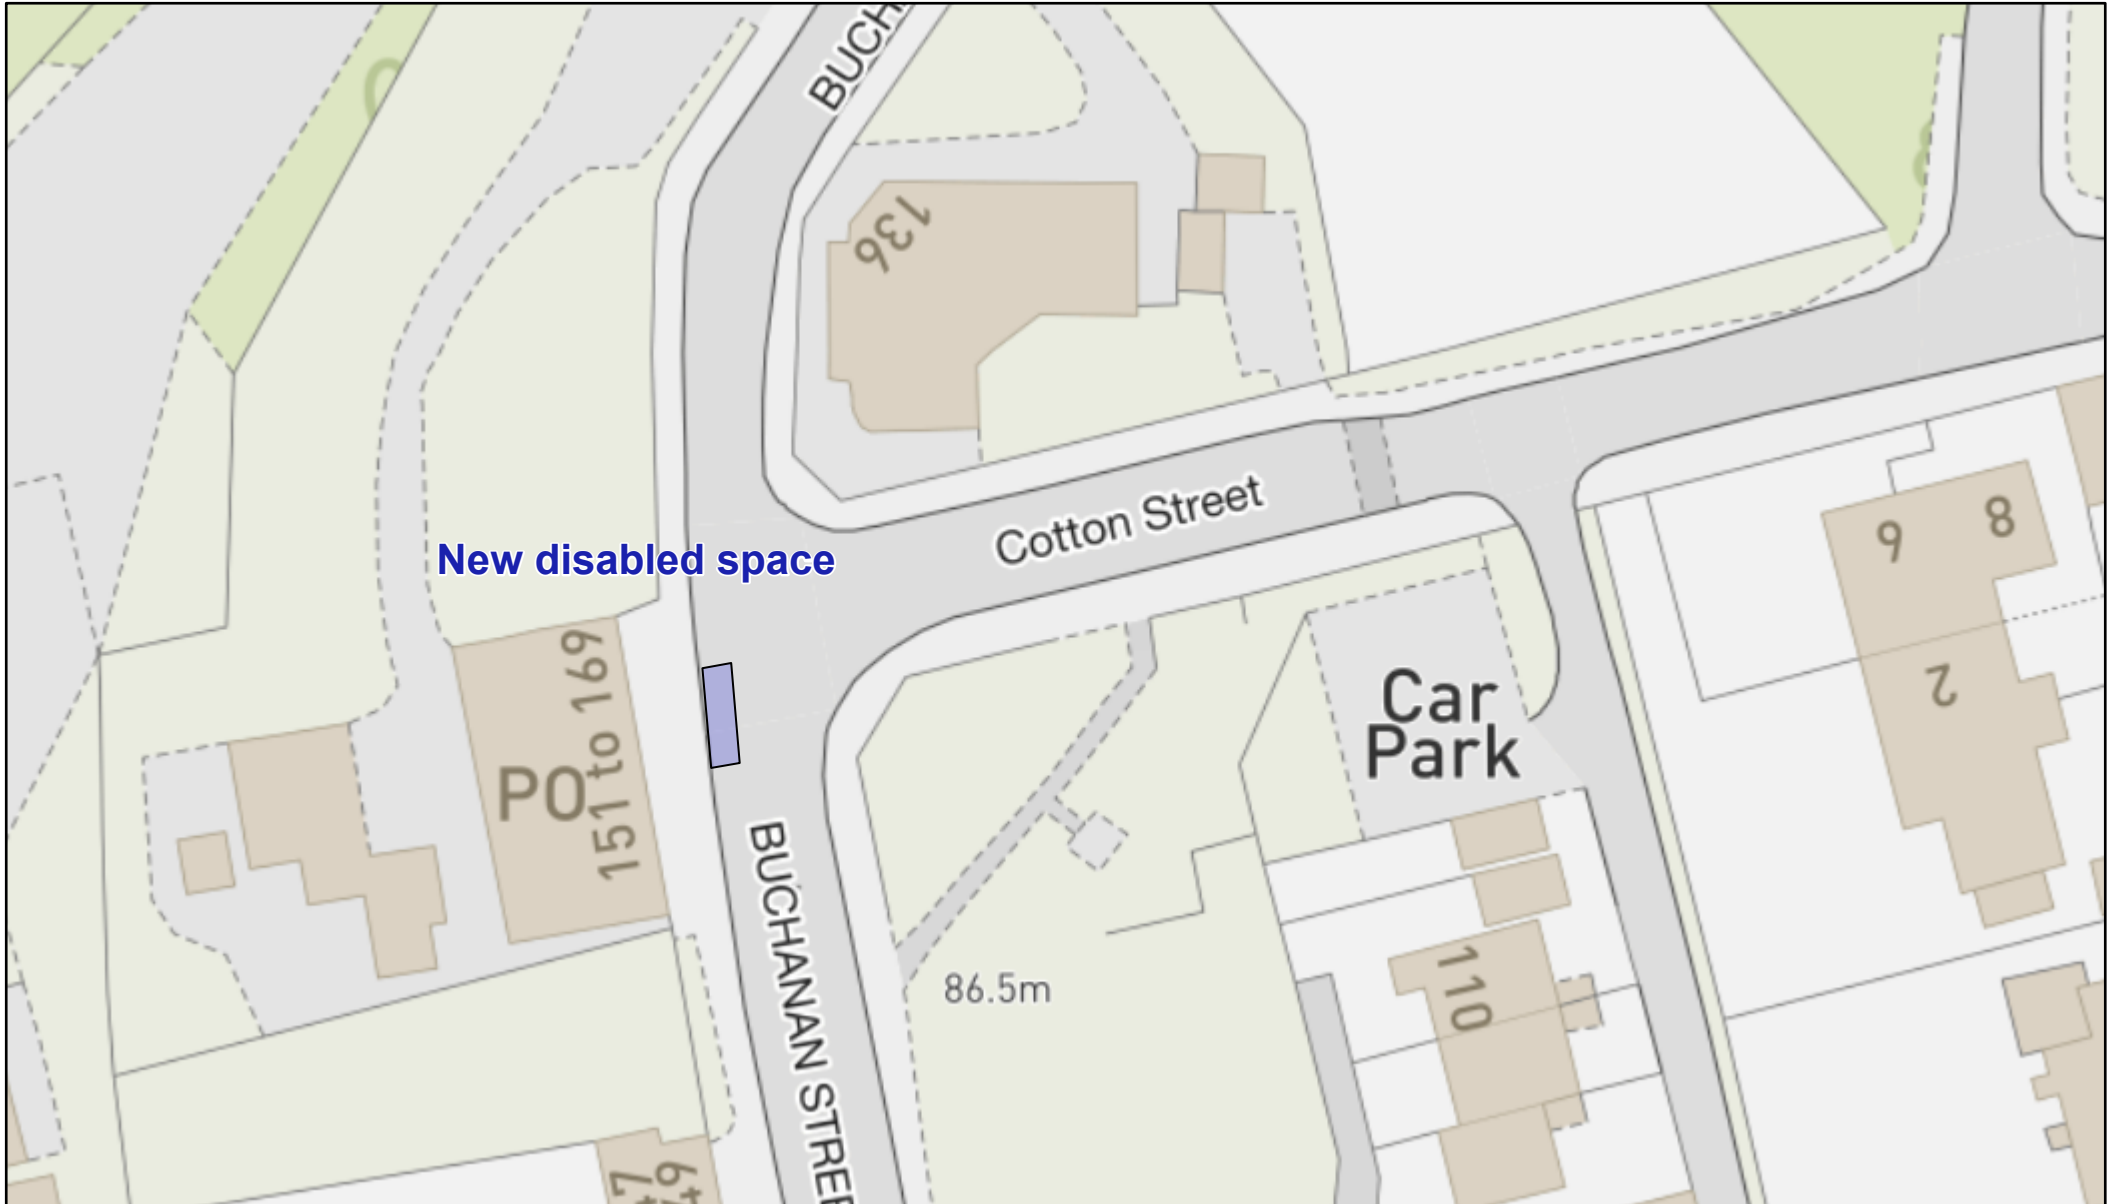 BUCH
136
Cotton Street
New disabled space
8
6
2
151 to 169
PO
Car
Park
BUCHANAN STREE
86.5m
110